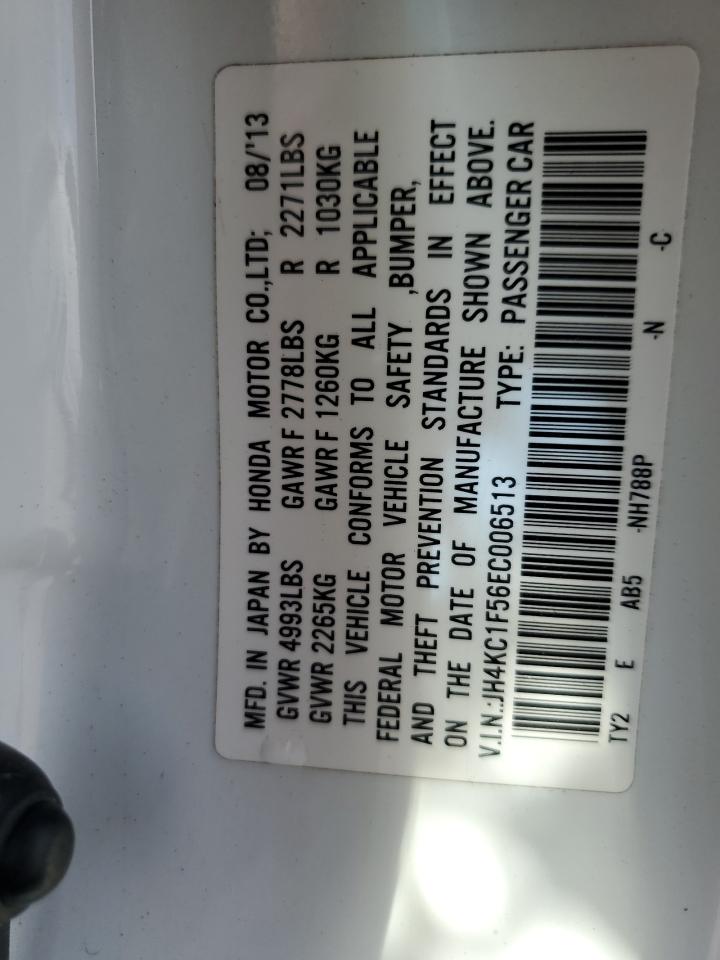 MFD. IN JAPAN BY HONDA MOTOR CO.,LTD; 08/'13
GVWR 4993LBS GAWR F 2778LBS R 2271LBS
GVWR 2265KG GAWR F 1260KG R 1030KG
THIS VEHICLE CONFORMS TO ALL APPLICABLE
FEDERAL MOTOR VEHICLE SAFETY ,BUMPER,
AND THEFT PREVENTION STANDARDS IN EFFECT
ON THE DATE OF MANUFACTURE SHOWN ABOVE.
V.I.N.:JH4KC1F56EC006513 TYPE: PASSENGER CAR
TY2 E AB5 -NH788P -N -C